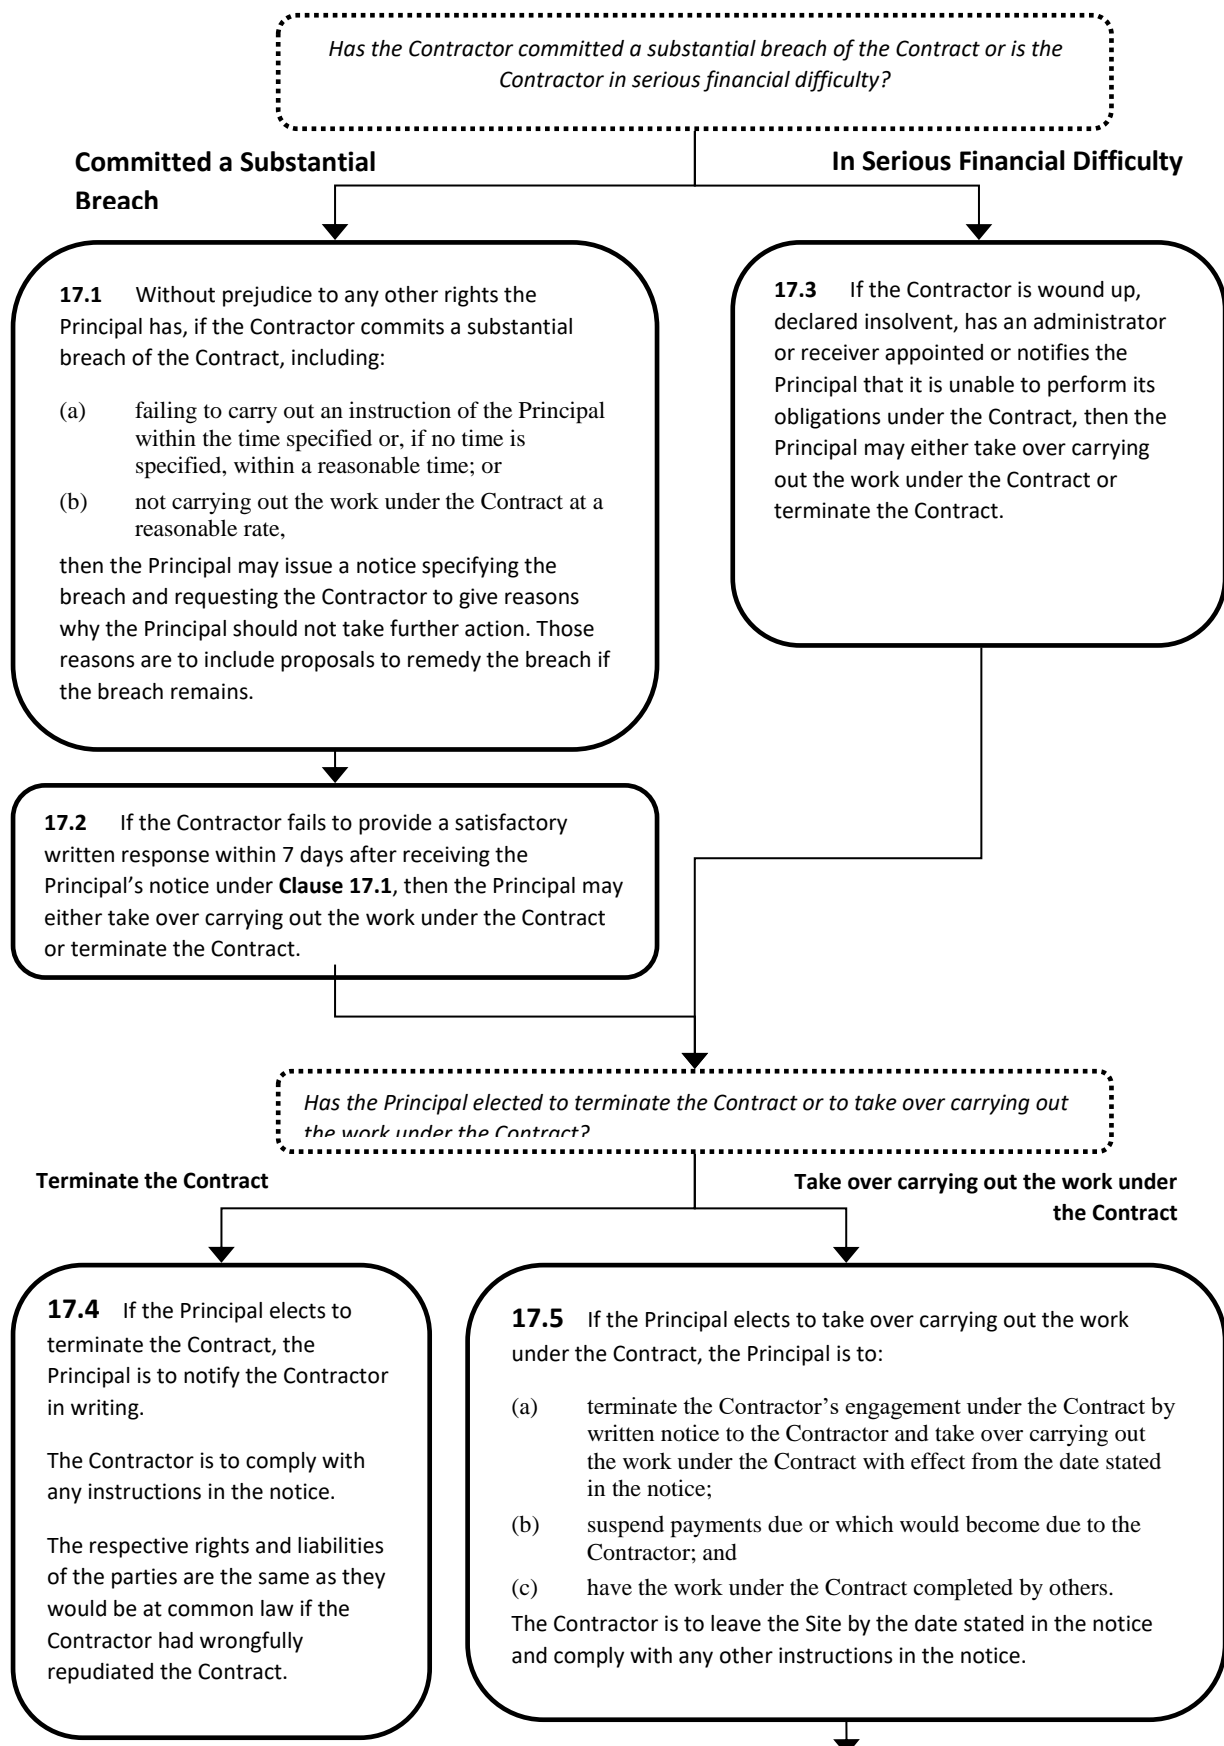 Has the Contractor committed a substantial breach of the Contract or is the
Contractor in serious financial difficulty?
Committed a Substantial
Breach
In Serious Financial Difficulty
17.1 Without prejudice to any other rights the
Principal has, if the Contractor commits a substantial
breach of the Contract, including:
(a) failing to carry out an instruction of the Principal
within the time specified or, if no time is
specified, within a reasonable time; or
(b) not carrying out the work under the Contract at a
reasonable rate,
then the Principal may issue a notice specifying the
breach and requesting the Contractor to give reasons
why the Principal should not take further action. Those
reasons are to include proposals to remedy the breach if
the breach remains.
17.3 If the Contractor is wound up,
declared insolvent, has an administrator
or receiver appointed or notifies the
Principal that it is unable to perform its
obligations under the Contract, then the
Principal may either take over carrying
out the work under the Contract or
terminate the Contract.
17.2 If the Contractor fails to provide a satisfactory
written response within 7 days after receiving the
Principal’s notice under Clause 17.1, then the Principal may
either take over carrying out the work under the Contract
or terminate the Contract.
Has the Principal elected to terminate the Contract or to take over carrying out
the work under the Contract?
Terminate the Contract
Take over carrying out the work under
the Contract
17.4 If the Principal elects to
terminate the Contract, the
Principal is to notify the Contractor
in writing.
The Contractor is to comply with
any instructions in the notice.
The respective rights and liabilities
of the parties are the same as they
would be at common law if the
Contractor had wrongfully
repudiated the Contract.
17.5 If the Principal elects to take over carrying out the work
under the Contract, the Principal is to:
(a) terminate the Contractor’s engagement under the Contract by
written notice to the Contractor and take over carrying out
the work under the Contract with effect from the date stated
in the notice;
(b) suspend payments due or which would become due to the
Contractor; and
(c) have the work under the Contract completed by others.
The Contractor is to leave the Site by the date stated in the notice
and comply with any other instructions in the notice.